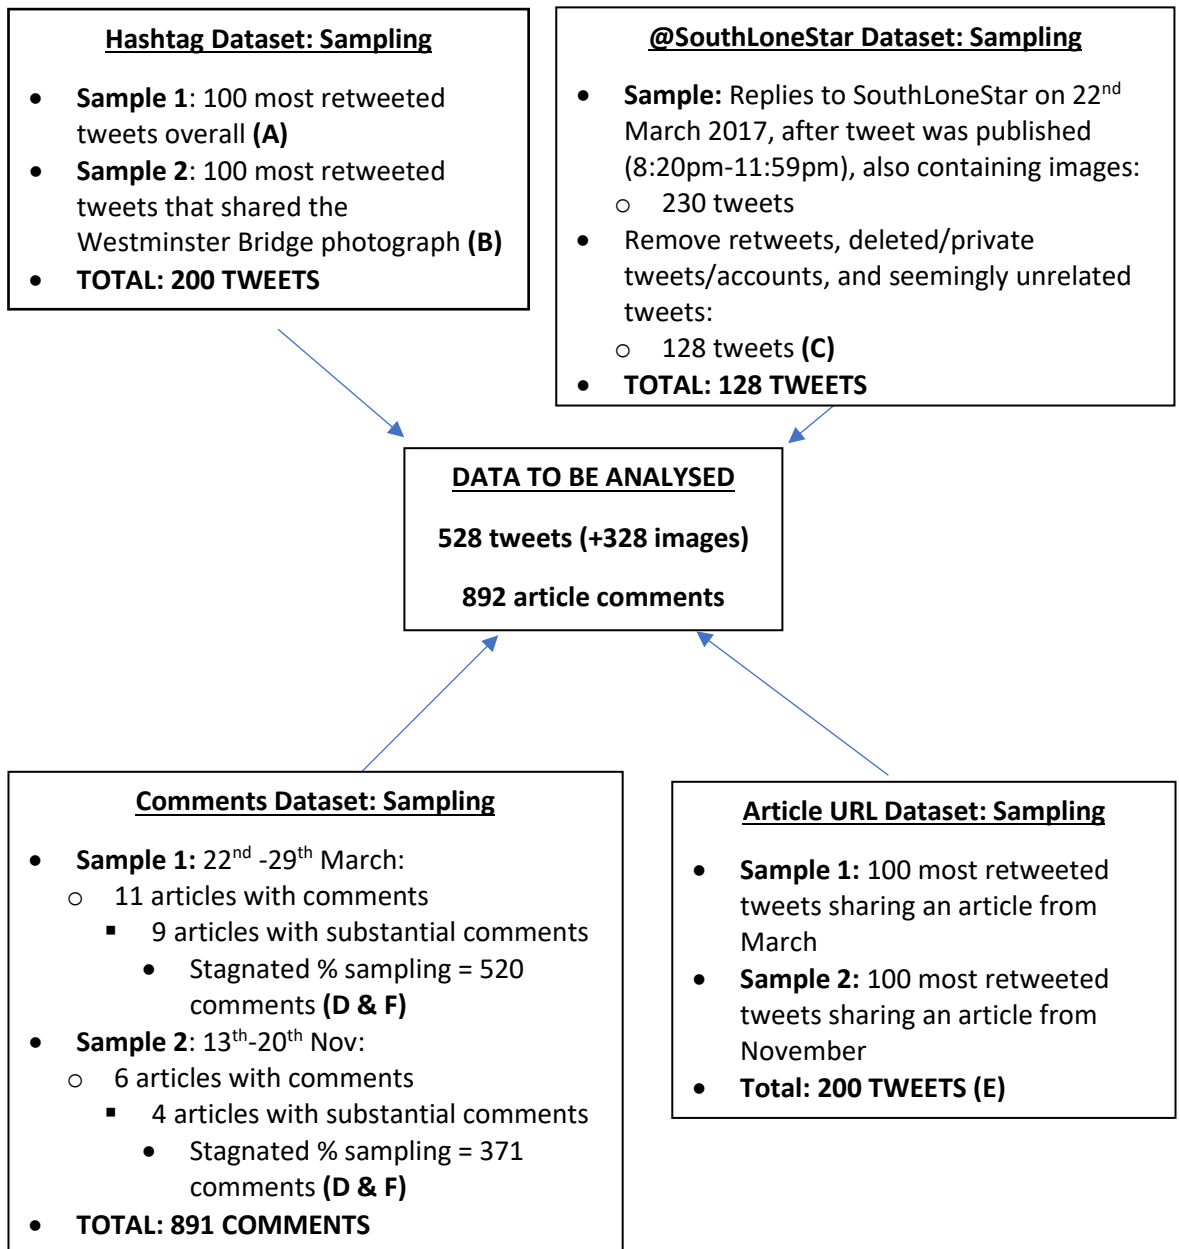 Hashtag Dataset: Sampling
• Sample 1: 100 most retweeted
tweets overall (A)
• Sample 2: 100 most retweeted
tweets that shared the
Westminster Bridge photograph (B)
• TOTAL: 200 TWEETS
@SouthLoneStar Dataset: Sampling
• Sample: Replies to SouthLoneStar on 22nd
March 2017, after tweet was published
(8:20pm-11:59pm), also containing images:
o 230 tweets
• Remove retweets, deleted/private
tweets/accounts, and seemingly unrelated
tweets:
o 128 tweets (C)
• TOTAL: 128 TWEETS
DATA TO BE ANALYSED
528 tweets (+328 images)
892 article comments
Comments Dataset: Sampling
• Sample 1: 22nd -29th March:
o 11 articles with comments
▪ 9 articles with substantial comments
• Stagnated % sampling = 520
comments (D & F)
• Sample 2: 13th-20th Nov:
o 6 articles with comments
▪ 4 articles with substantial comments
• Stagnated % sampling = 371
comments (D & F)
• TOTAL: 891 COMMENTS
Article URL Dataset: Sampling
• Sample 1: 100 most retweeted
tweets sharing an article from
March
• Sample 2: 100 most retweeted
tweets sharing an article from
November
• Total: 200 TWEETS (E)